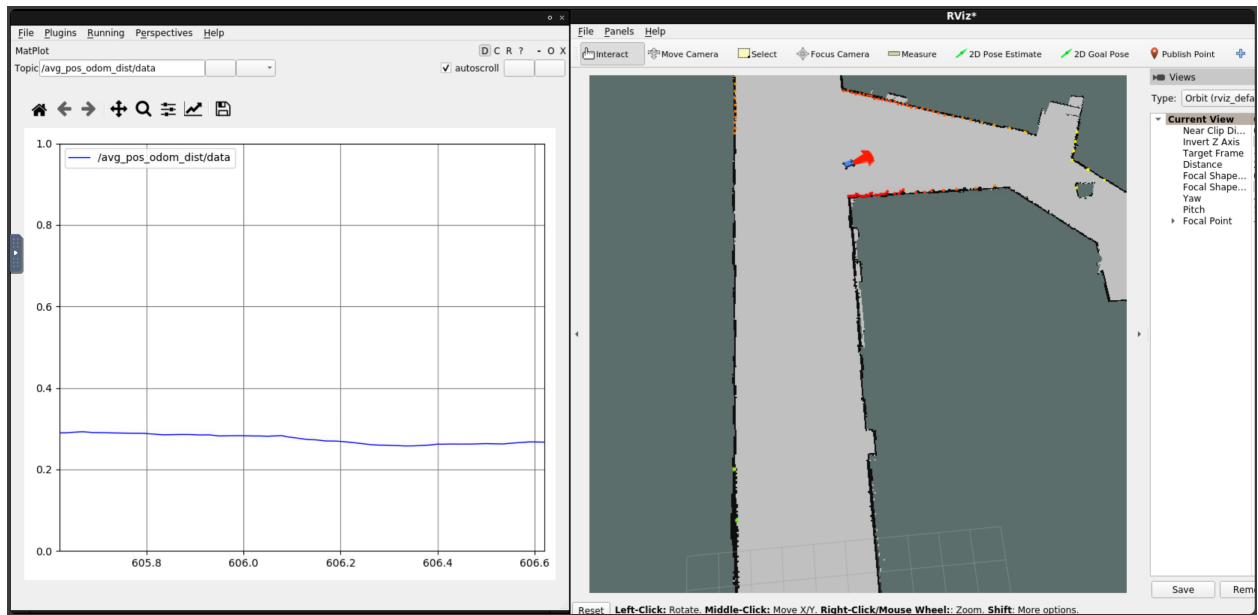 RViz*
File Plugins Running Perspectives Help
MatPlot
D C R ? - O X
Topic /avg_pos_odom_dist/data
autoscroll
/avg_pos_odom_dist/data
1.0
0.8
0.6
0.4
0.2
0.0
605.8 606.0 606.2 606.4 606.6
File Panels Help
Interact Move Camera Select Focus Camera Measure 2D Pose Estimate 2D Goal Pose Publish Point
Views
Type: Orbit (rviz_defa
Current View
Near Clip Di...
Invert Z Axis
Target Frame
Distance
Focal Shape...
Focal Shape...
Yaw
Pitch
Focal Point
Save Rem
Reset Left-Click: Rotate. Middle-Click: Move X/Y. Right-Click/Mouse Wheel:: Zoom. Shift: More options.